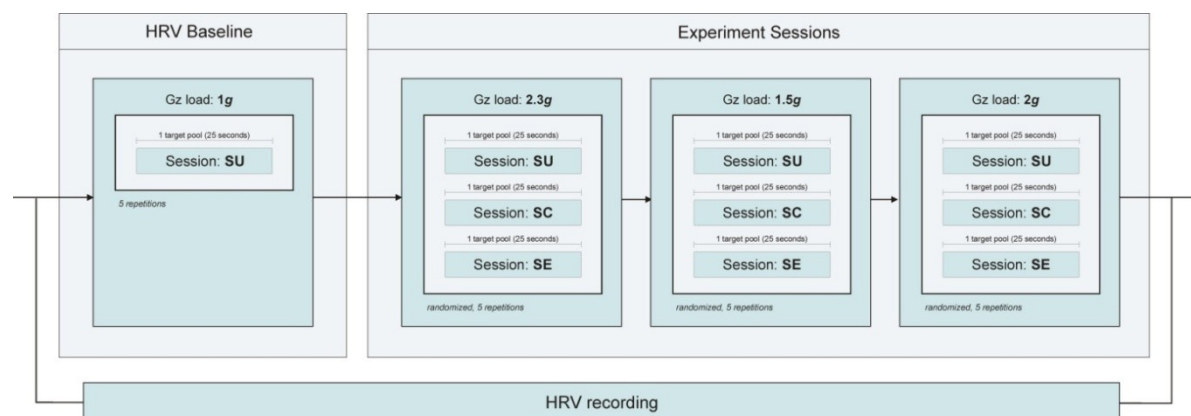 HRV Baseline
Gz load: 1g
1 target pool (25 seconds)
Session: SU
5 repetitions
Experiment Sessions
Gz load: 2.3g
1 target pool (25 seconds)
Session: SU
1 target pool (25 seconds)
Session: SC
1 target pool (25 seconds)
Session: SE
randomized, 5 repetitions
Gz load: 1.5g
1 target pool (25 seconds)
Session: SU
1 target pool (25 seconds)
Session: SC
1 target pool (25 seconds)
Session: SE
randomized, 5 repetitions
Gz load: 2g
1 target pool (25 seconds)
Session: SU
1 target pool (25 seconds)
Session: SC
1 target pool (25 seconds)
Session: SE
randomized, 5 repetitions
HRV recording